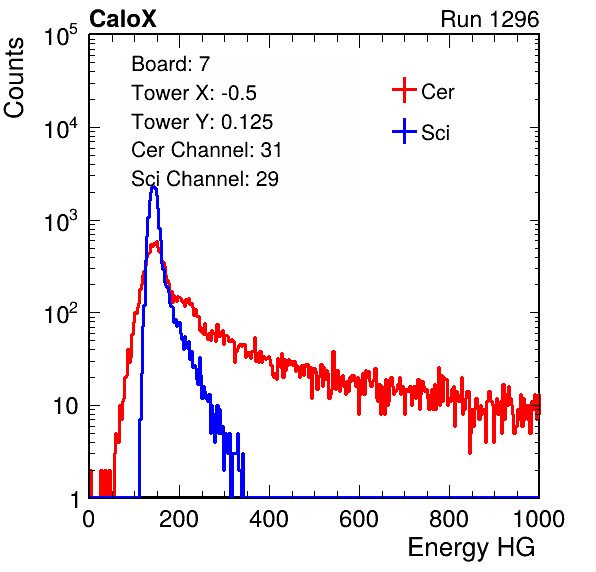 CaloX Run 1296
Counts
10^5
10^4
10^3
10^2
10
1
Board: 7
Tower X: -0.5
Tower Y: 0.125
Cer Channel: 31
Sci Channel: 29
Cer
Sci
0 200 400 600 800 1000
Energy HG